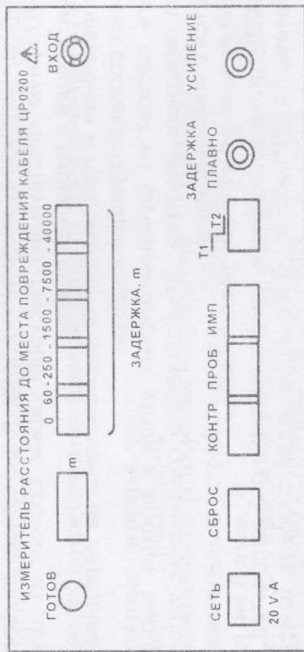 ИЗМЕРИТЕЛЬ РАССТОЯНИЯ ДО МЕСТА ПОВРЕЖДЕНИЯ КАБЕЛЯ ЦР0200
ГОТОВ
m
0 60 - 250 - 1500 - 7500 - 40000
ВХОД
ЗАДЕРЖКА, m
СЕТЬ
СБРОС
КОНТР ПРОБ ИМП
T1
T2
ЗАДЕРЖКА
ПЛАВНО
УСИЛЕНИЕ
20 V A